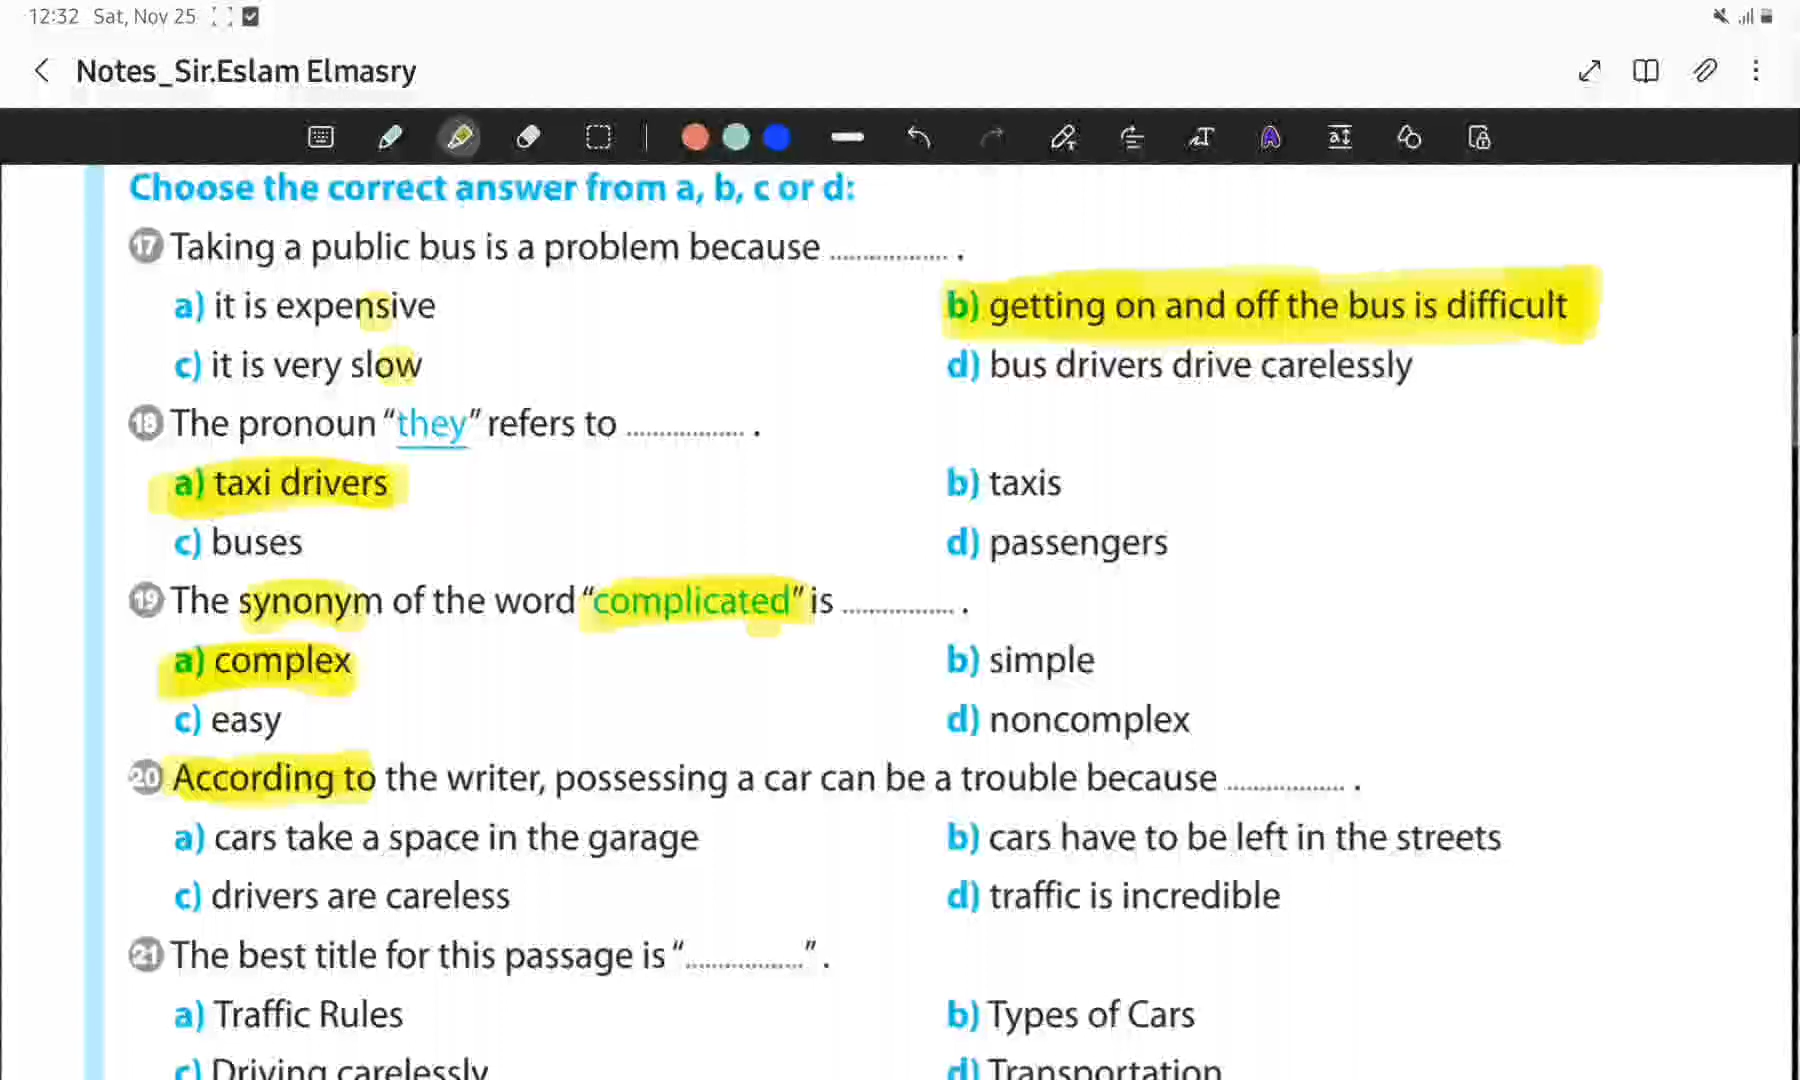 12:32 Sat, Nov 25
Notes_Sir.Eslam Elmasry
Choose the correct answer from a, b, c or d:
17 Taking a public bus is a problem because .................. .
a) it is expensive
b) getting on and off the bus is difficult
c) it is very slow
d) bus drivers drive carelessly
18 The pronoun “they” refers to .................. .
a) taxi drivers
b) taxis
c) buses
d) passengers
19 The synonym of the word “complicated” is .................. .
a) complex
b) simple
c) easy
d) noncomplex
20 According to the writer, possessing a car can be a trouble because .................. .
a) cars take a space in the garage
b) cars have to be left in the streets
c) drivers are careless
d) traffic is incredible
21 The best title for this passage is “..................” .
a) Traffic Rules
b) Types of Cars
c) Driving carelessly
d) Transportation